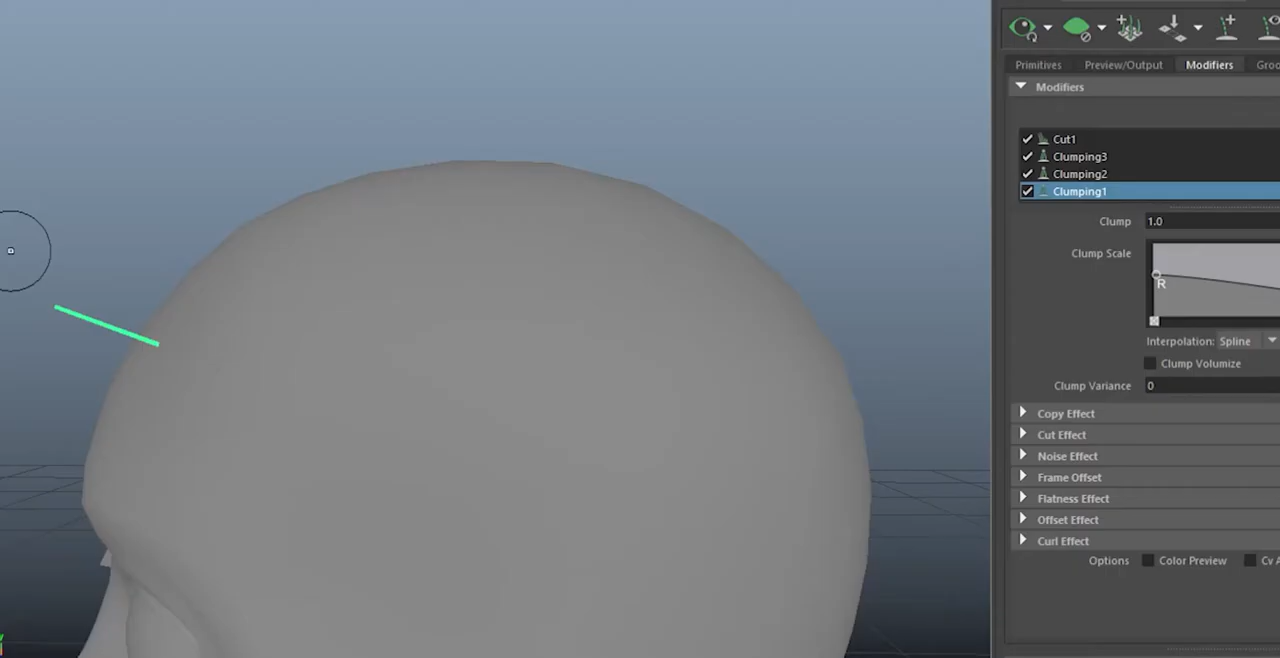 Primitives Preview/Output Modifiers Groo
Modifiers
Cut1
Clumping3
Clumping2
Clumping1
Clump 1.0
Clump Scale
R
Interpolation: Spline
Clump Volumize
Clump Variance 0
Copy Effect
Cut Effect
Noise Effect
Frame Offset
Flatness Effect
Offset Effect
Curl Effect
Options Color Preview Cv A